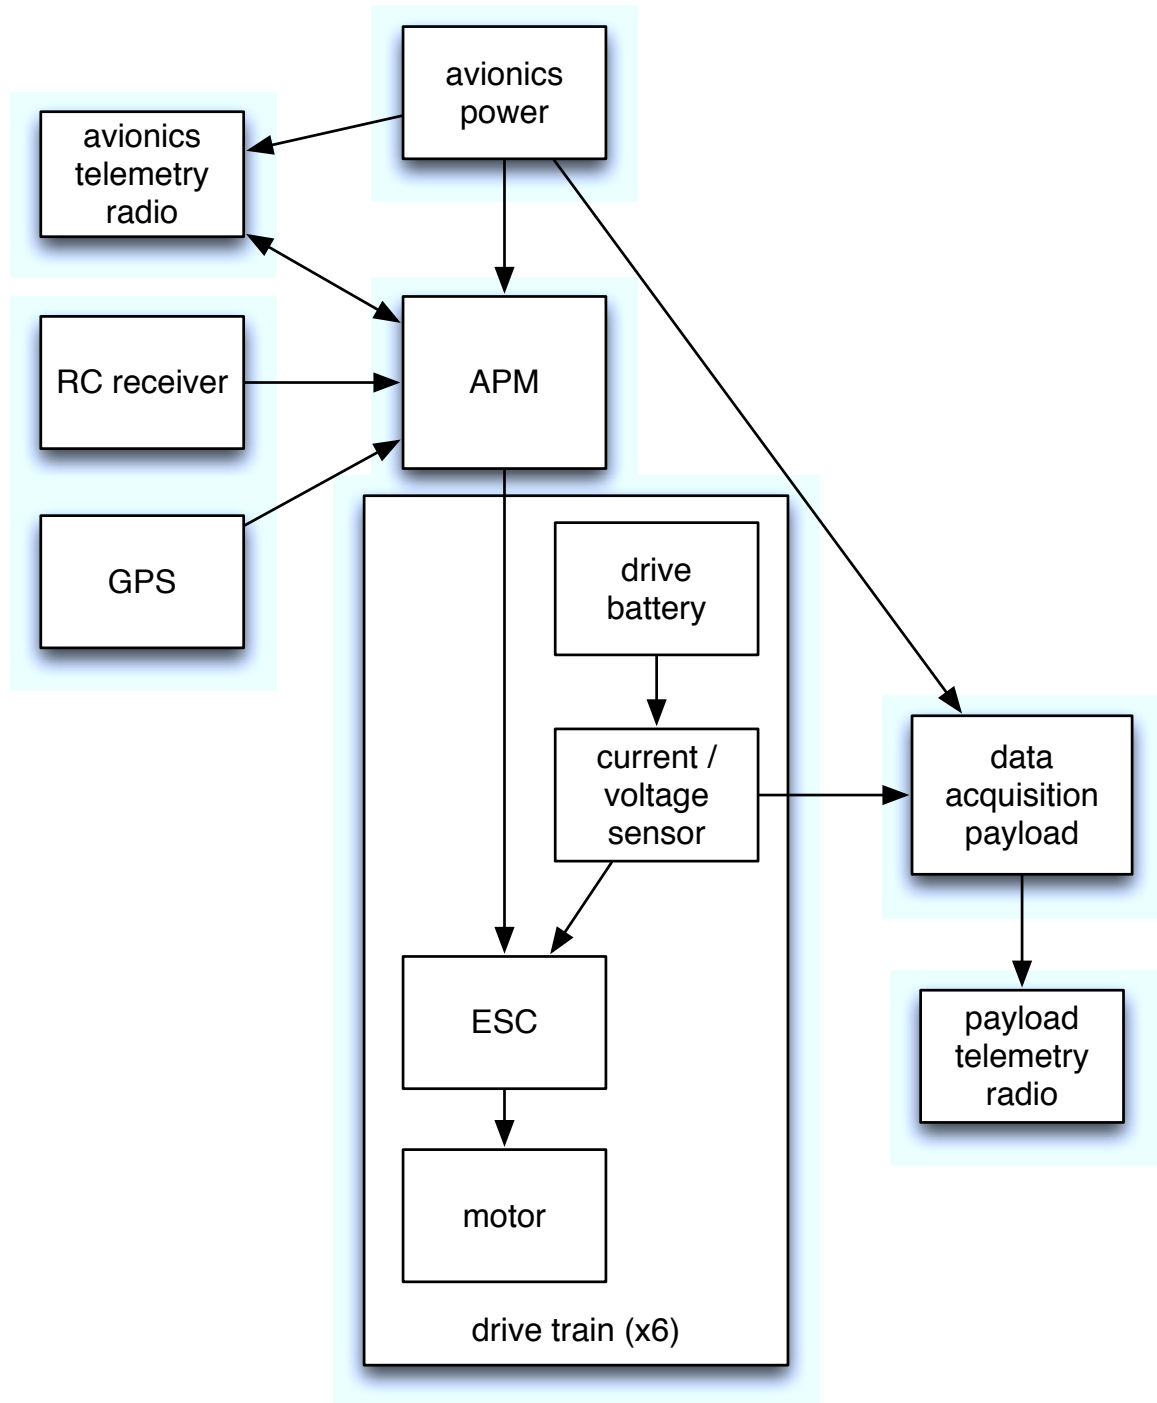 avionics
power
avionics
telemetry
radio
RC receiver
APM
GPS
drive
battery
current /
voltage
sensor
data
acquisition
payload
ESC
payload
telemetry
radio
motor
drive train (x6)